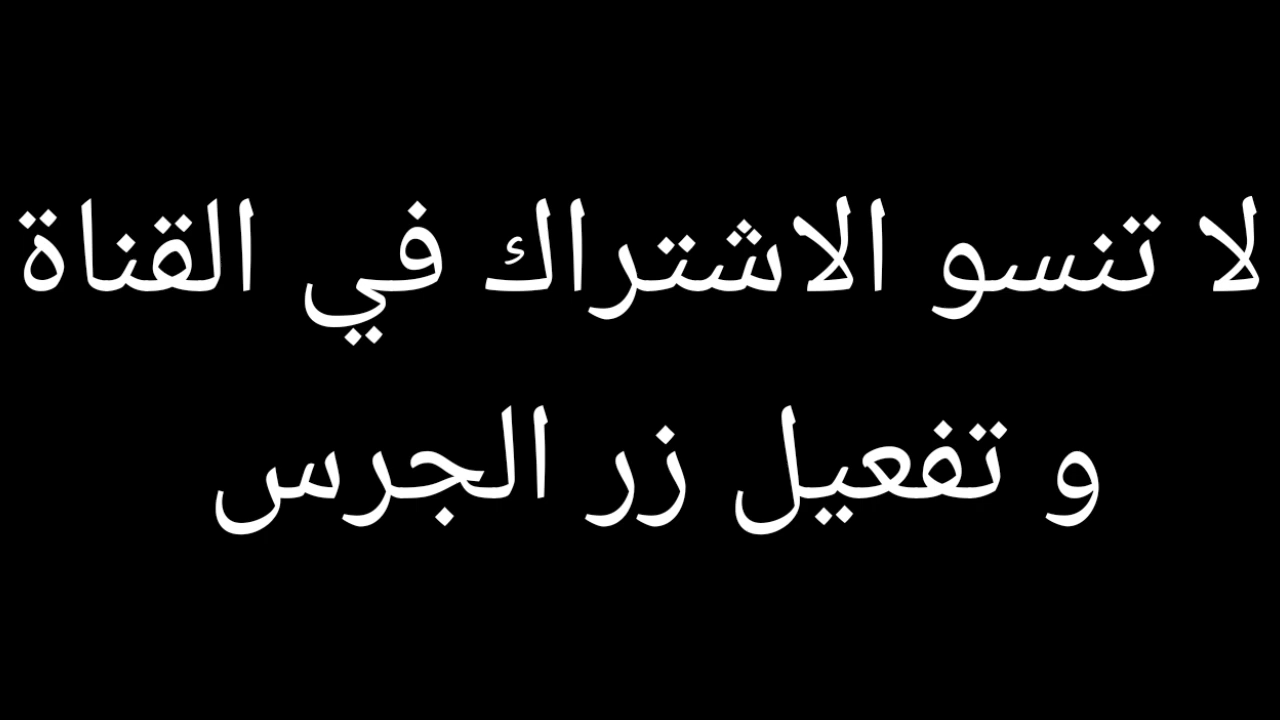 لا تنسو الاشتراك في القناة
و تفعيل زر الجرس